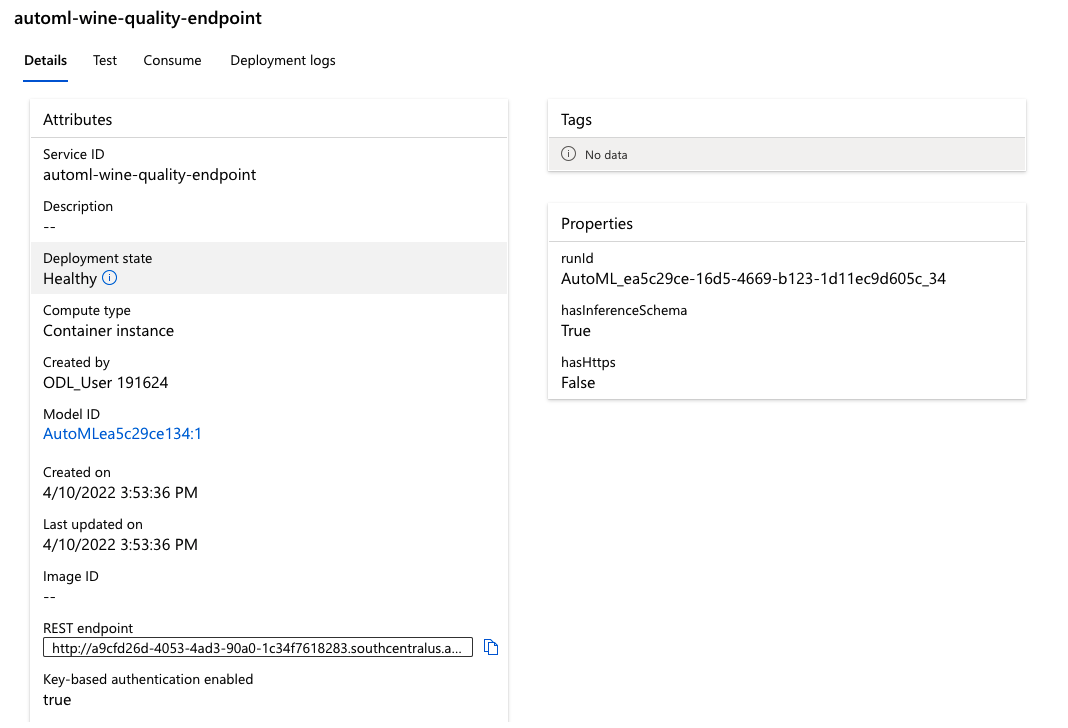 automl-wine-quality-endpoint
Details Test Consume Deployment logs
Attributes
Service ID
automl-wine-quality-endpoint
Description
--
Deployment state
Healthy
Compute type
Container instance
Created by
ODL_User 191624
Model ID
AutoMLea5c29ce134:1
Created on
4/10/2022 3:53:36 PM
Last updated on
4/10/2022 3:53:36 PM
Image ID
--
REST endpoint
http://a9cfd26d-4053-4ad3-90a0-1c34f7618283.southcentralus.a...
Key-based authentication enabled
true
Tags
No data
Properties
runId
AutoML_ea5c29ce-16d5-4669-b123-1d11ec9d605c_34
hasInferenceSchema
True
hasHttps
False